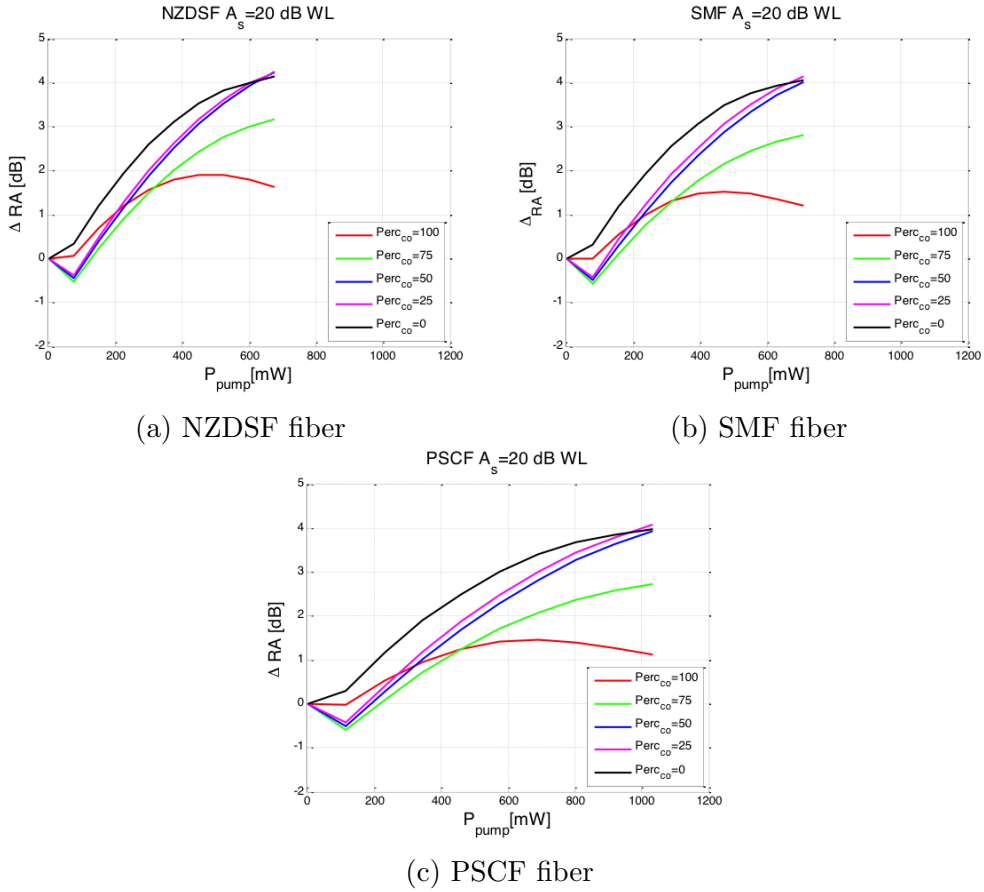 NZDSF A_s=20 dB WL
5
4
3
2
1
0
-1
-2
Δ RA [dB]
Perc_co=100
Perc_co=75
Perc_co=50
Perc_co=25
Perc_co=0
0 200 400 600 800 1000 1200
P_pump[mW]
(a) NZDSF fiber
SMF A_s=20 dB WL
5
4
3
2
1
0
-1
-2
Δ_RA [dB]
Perc_co=100
Perc_co=75
Perc_co=50
Perc_co=25
Perc_co=0
0 200 400 600 800 1000 1200
P_pump[mW]
(b) SMF fiber
PSCF A_s=20 dB WL
5
4
3
2
1
0
-1
-2
Δ RA [dB]
Perc_co=100
Perc_co=75
Perc_co=50
Perc_co=25
Perc_co=0
0 200 400 600 800 1000 1200
P_pump[mW]
(c) PSCF fiber